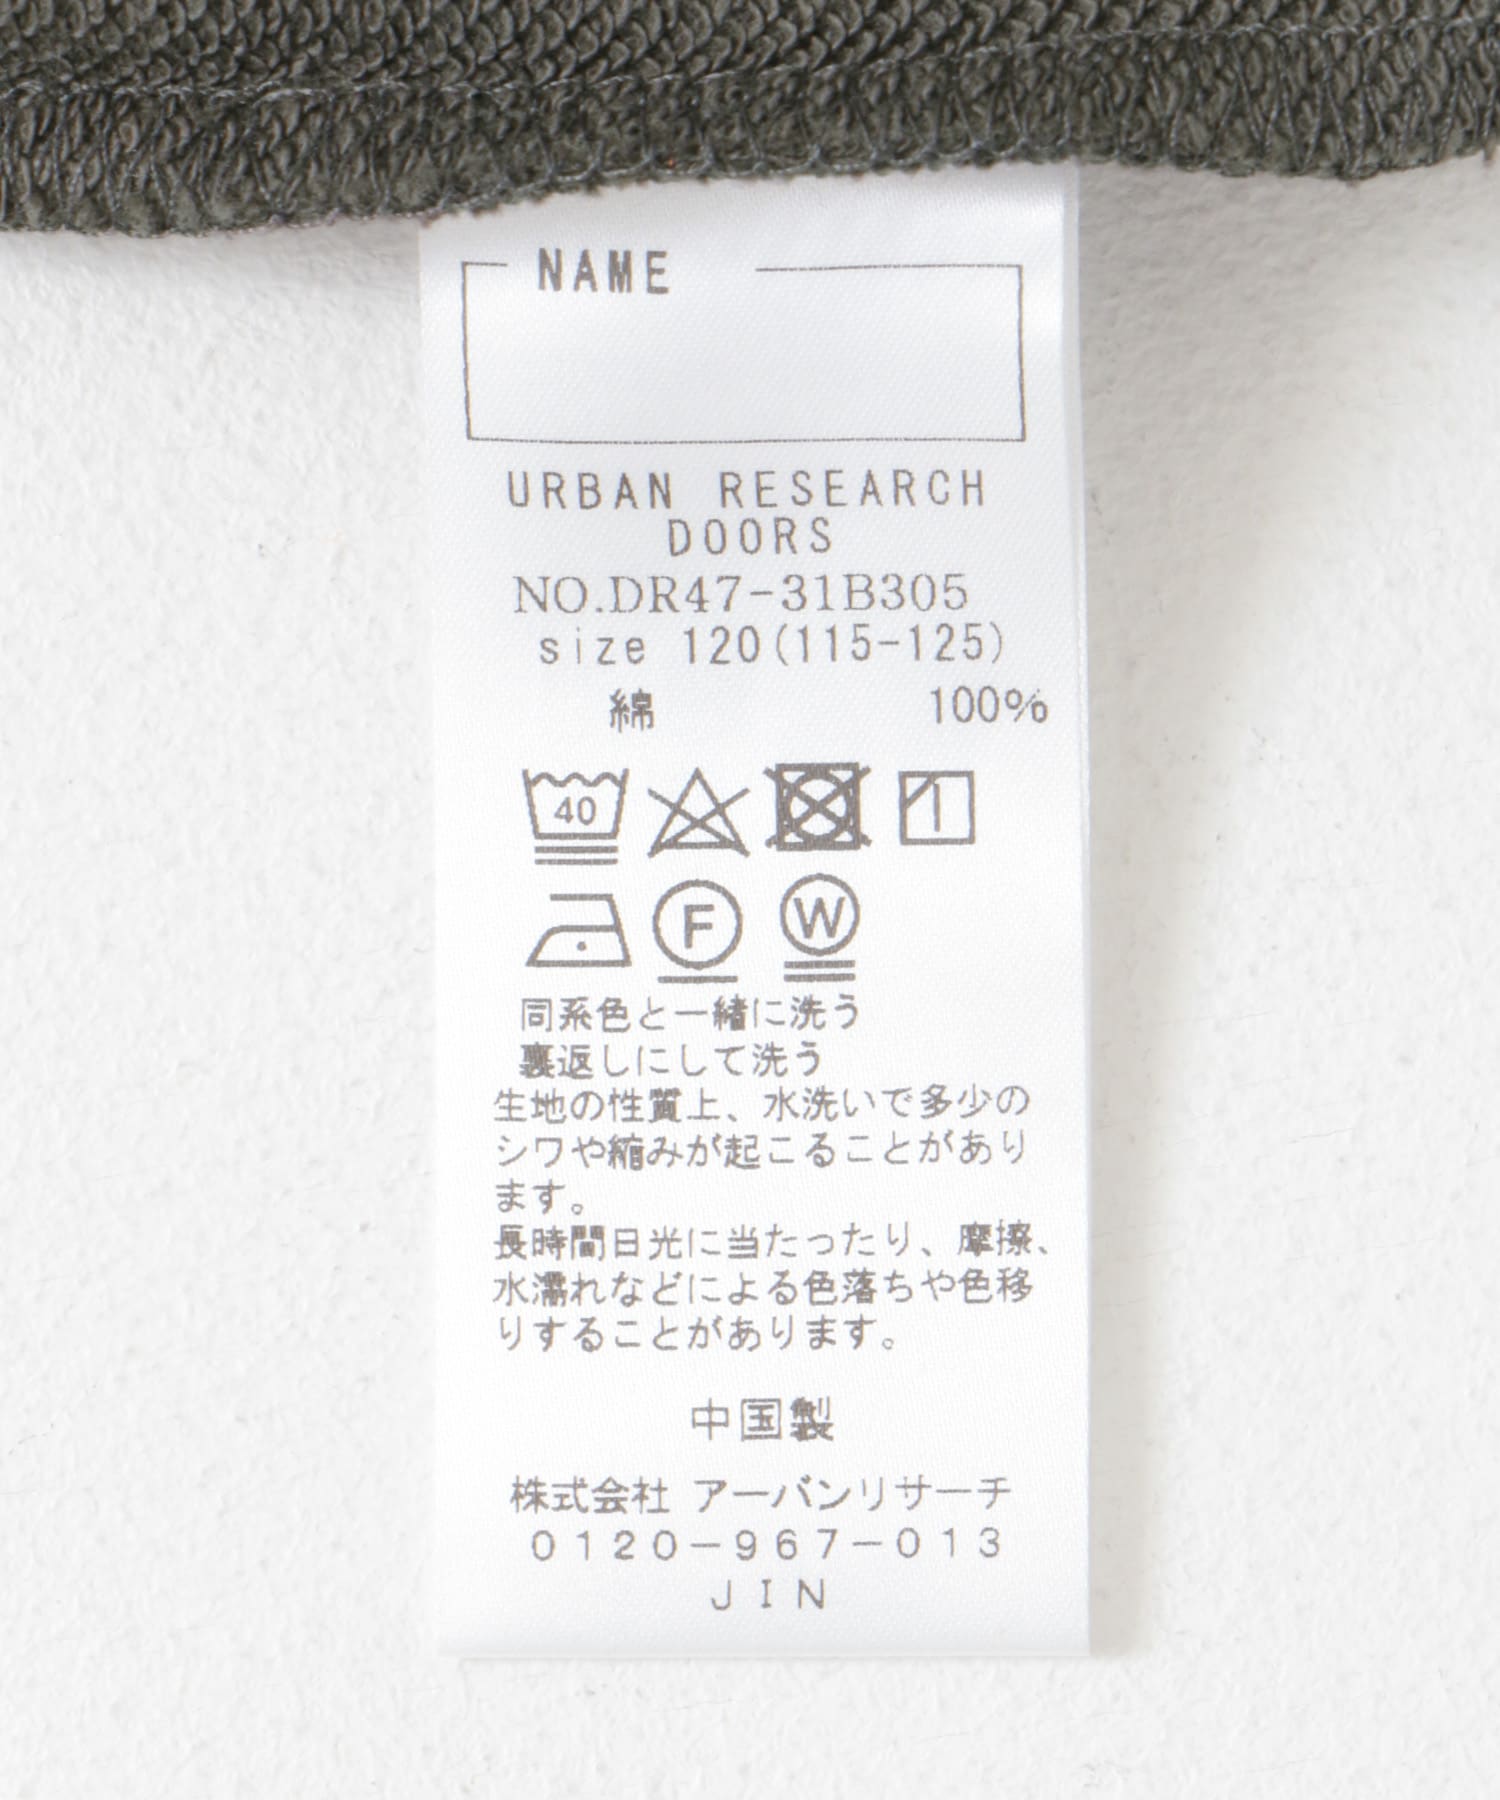 NAME
URBAN RESEARCH
DOORS
NO.DR47-31B305
size 120(115-125)
綿 100%
40
F W
同系色と一緒に洗う
裏返しにして洗う
生地の性質上、水洗いで多少の
シワや縮みが起こることがあり
ます。
長時間日光に当たったり、摩擦、
水濡れなどによる色落ちや色移
りすることがあります。
中国製
株式会社 アーバンリサーチ
0120-967-013
JIN